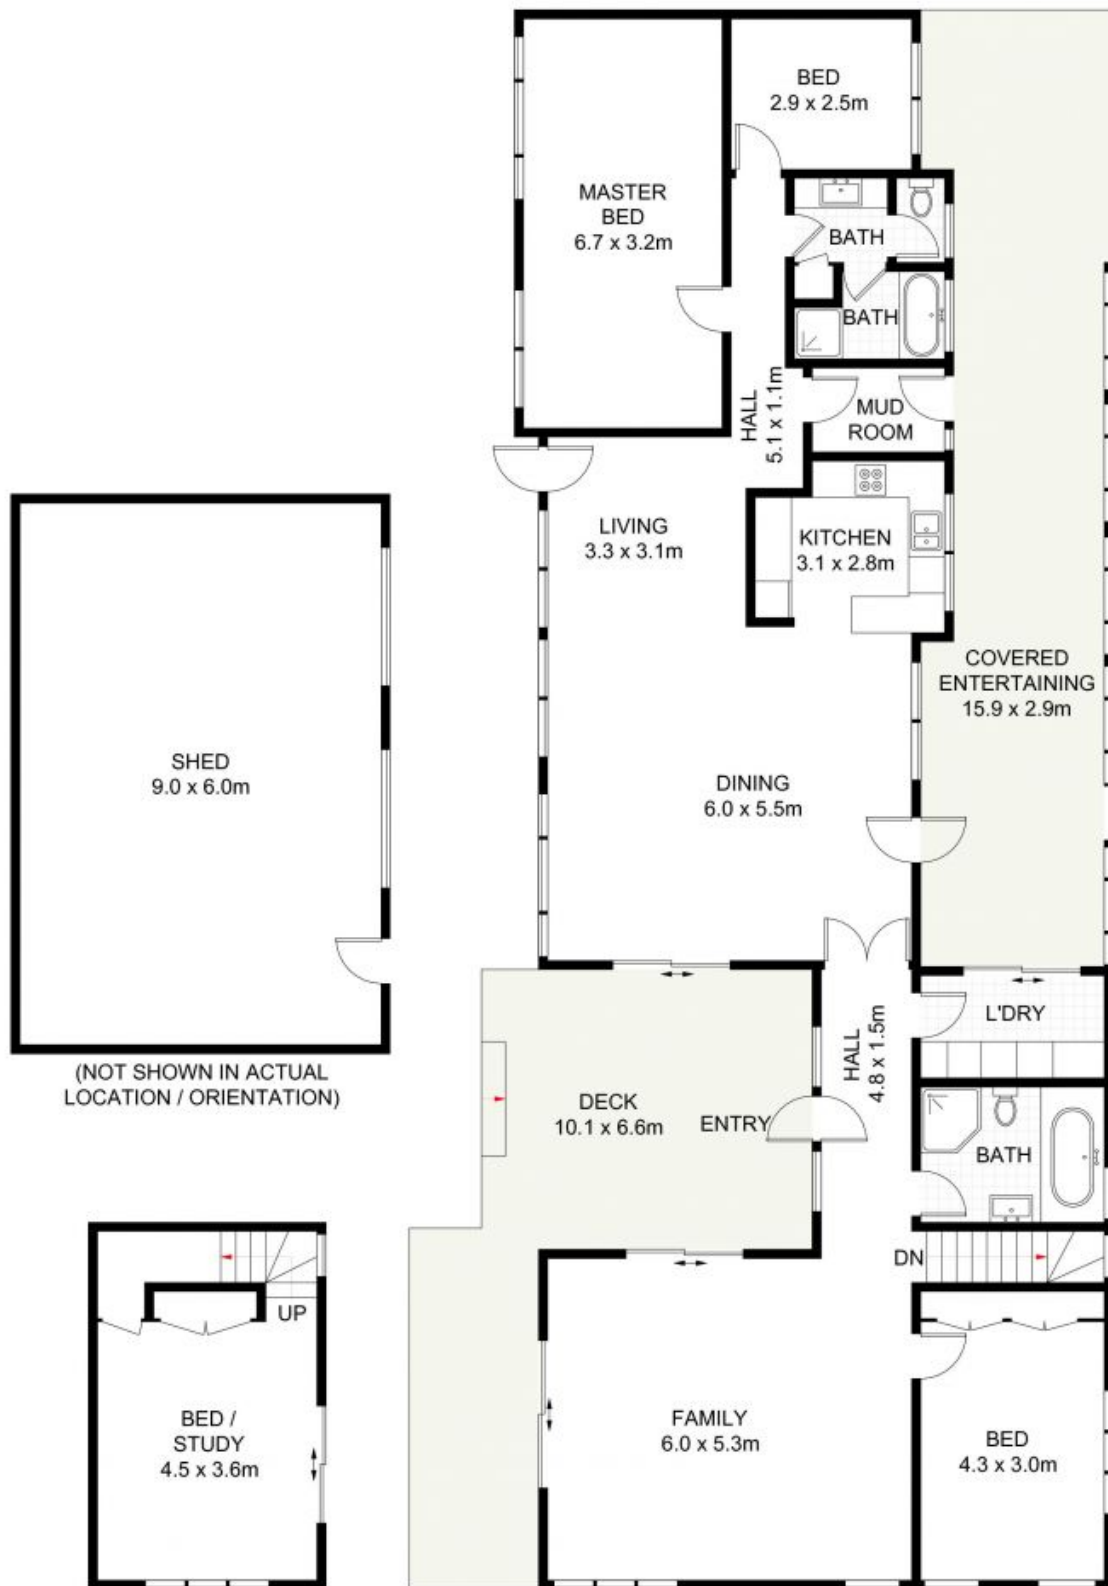 BED
2.9 x 2.5m
MASTER
BED
6.7 x 3.2m
BATH
BATH
HALL
5.1 x 1.1m
MUD
ROOM
LIVING
3.3 x 3.1m
KITCHEN
3.1 x 2.8m
COVERED
ENTERTAINING
15.9 x 2.9m
SHED
9.0 x 6.0m
(NOT SHOWN IN ACTUAL
LOCATION / ORIENTATION)
DINING
6.0 x 5.5m
HALL
4.8 x 1.5m
L'DRY
DECK
10.1 x 6.6m
ENTRY
BATH
DN
UP
BED /
STUDY
4.5 x 3.6m
FAMILY
6.0 x 5.3m
BED
4.3 x 3.0m